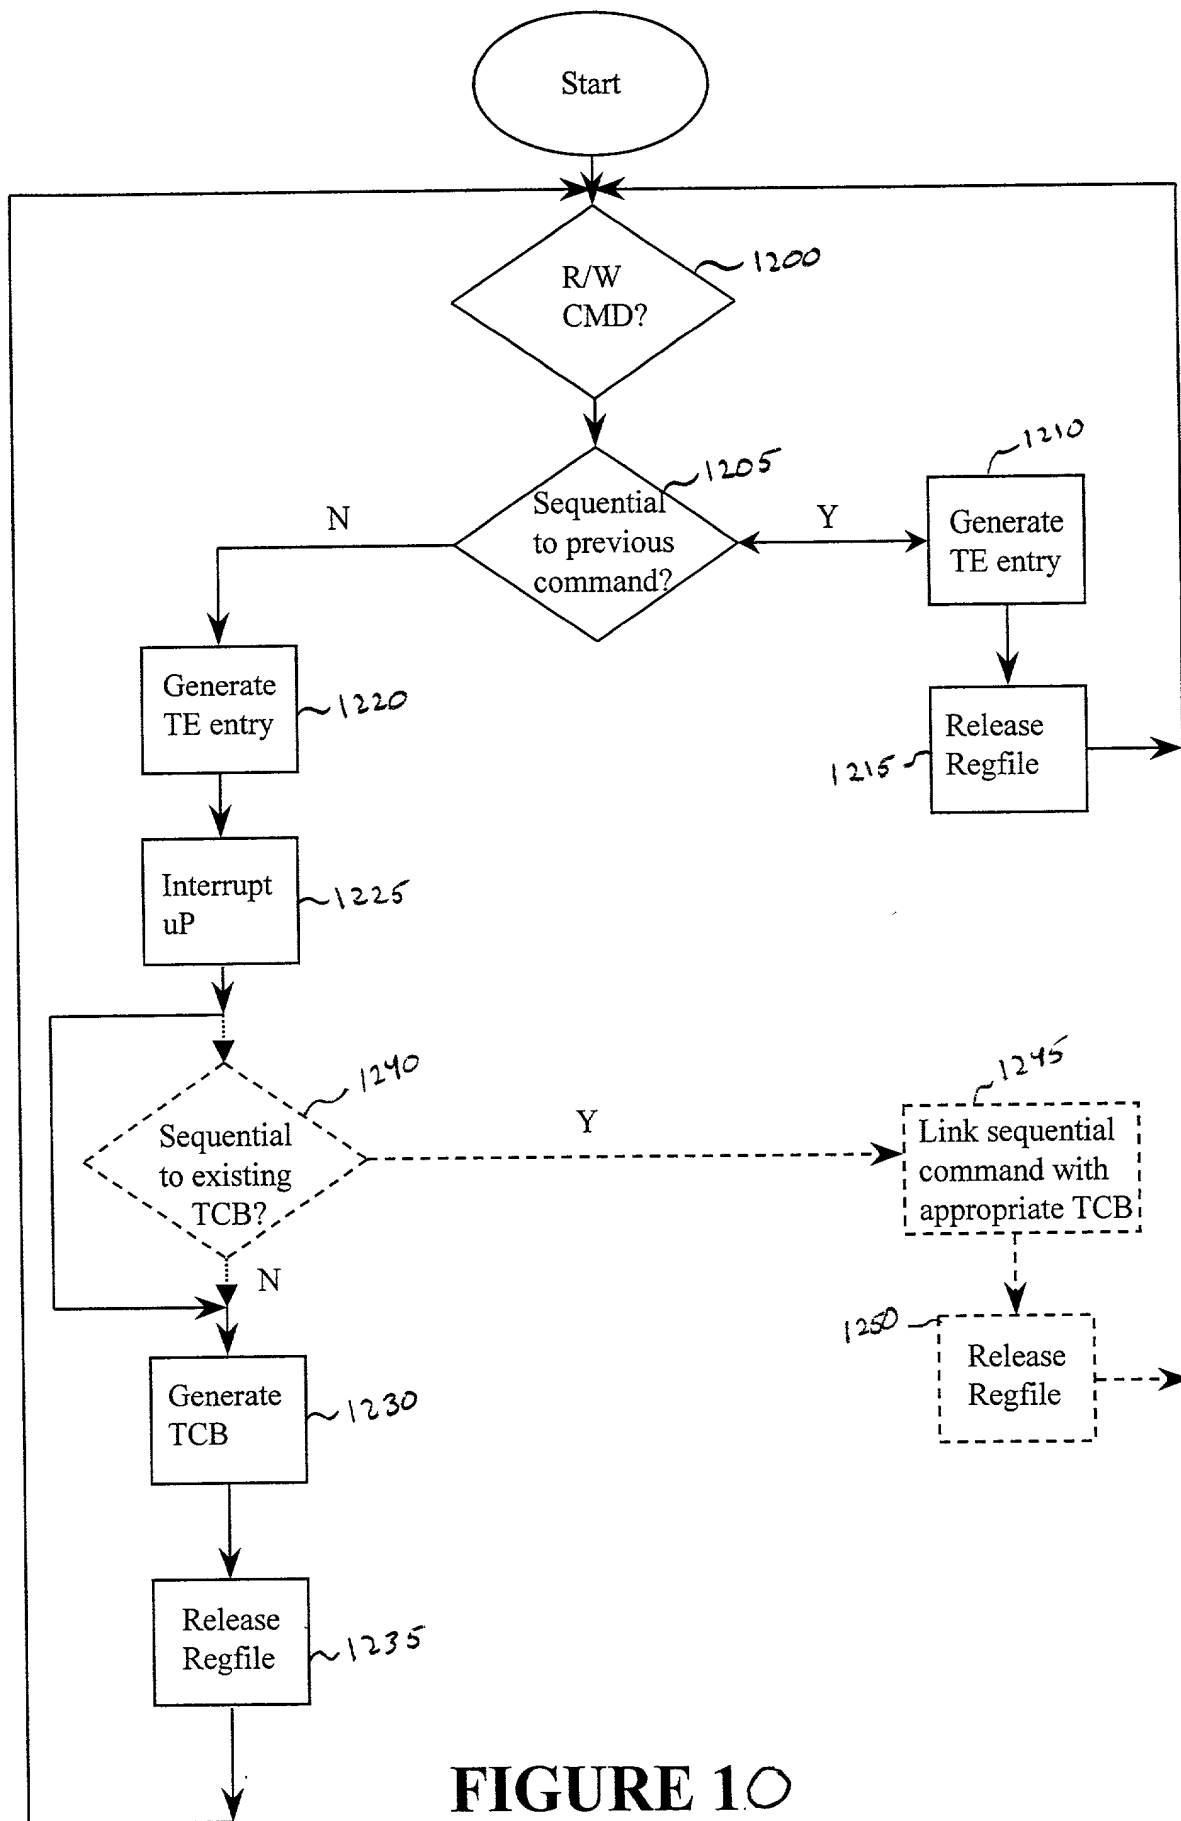 Start
R/W
CMD?
1200
Sequential
to previous
command?
1205
N
Y
1210
Generate
TE entry
Generate
TE entry
1220
Release
Regfile
1215
Interrupt
uP
1225
Sequential
to existing
TCB?
1240
Y
N
1245
Link sequential
command with
appropriate TCB
1250
Release
Regfile
Generate
TCB
1230
Release
Regfile
1235
FIGURE 10